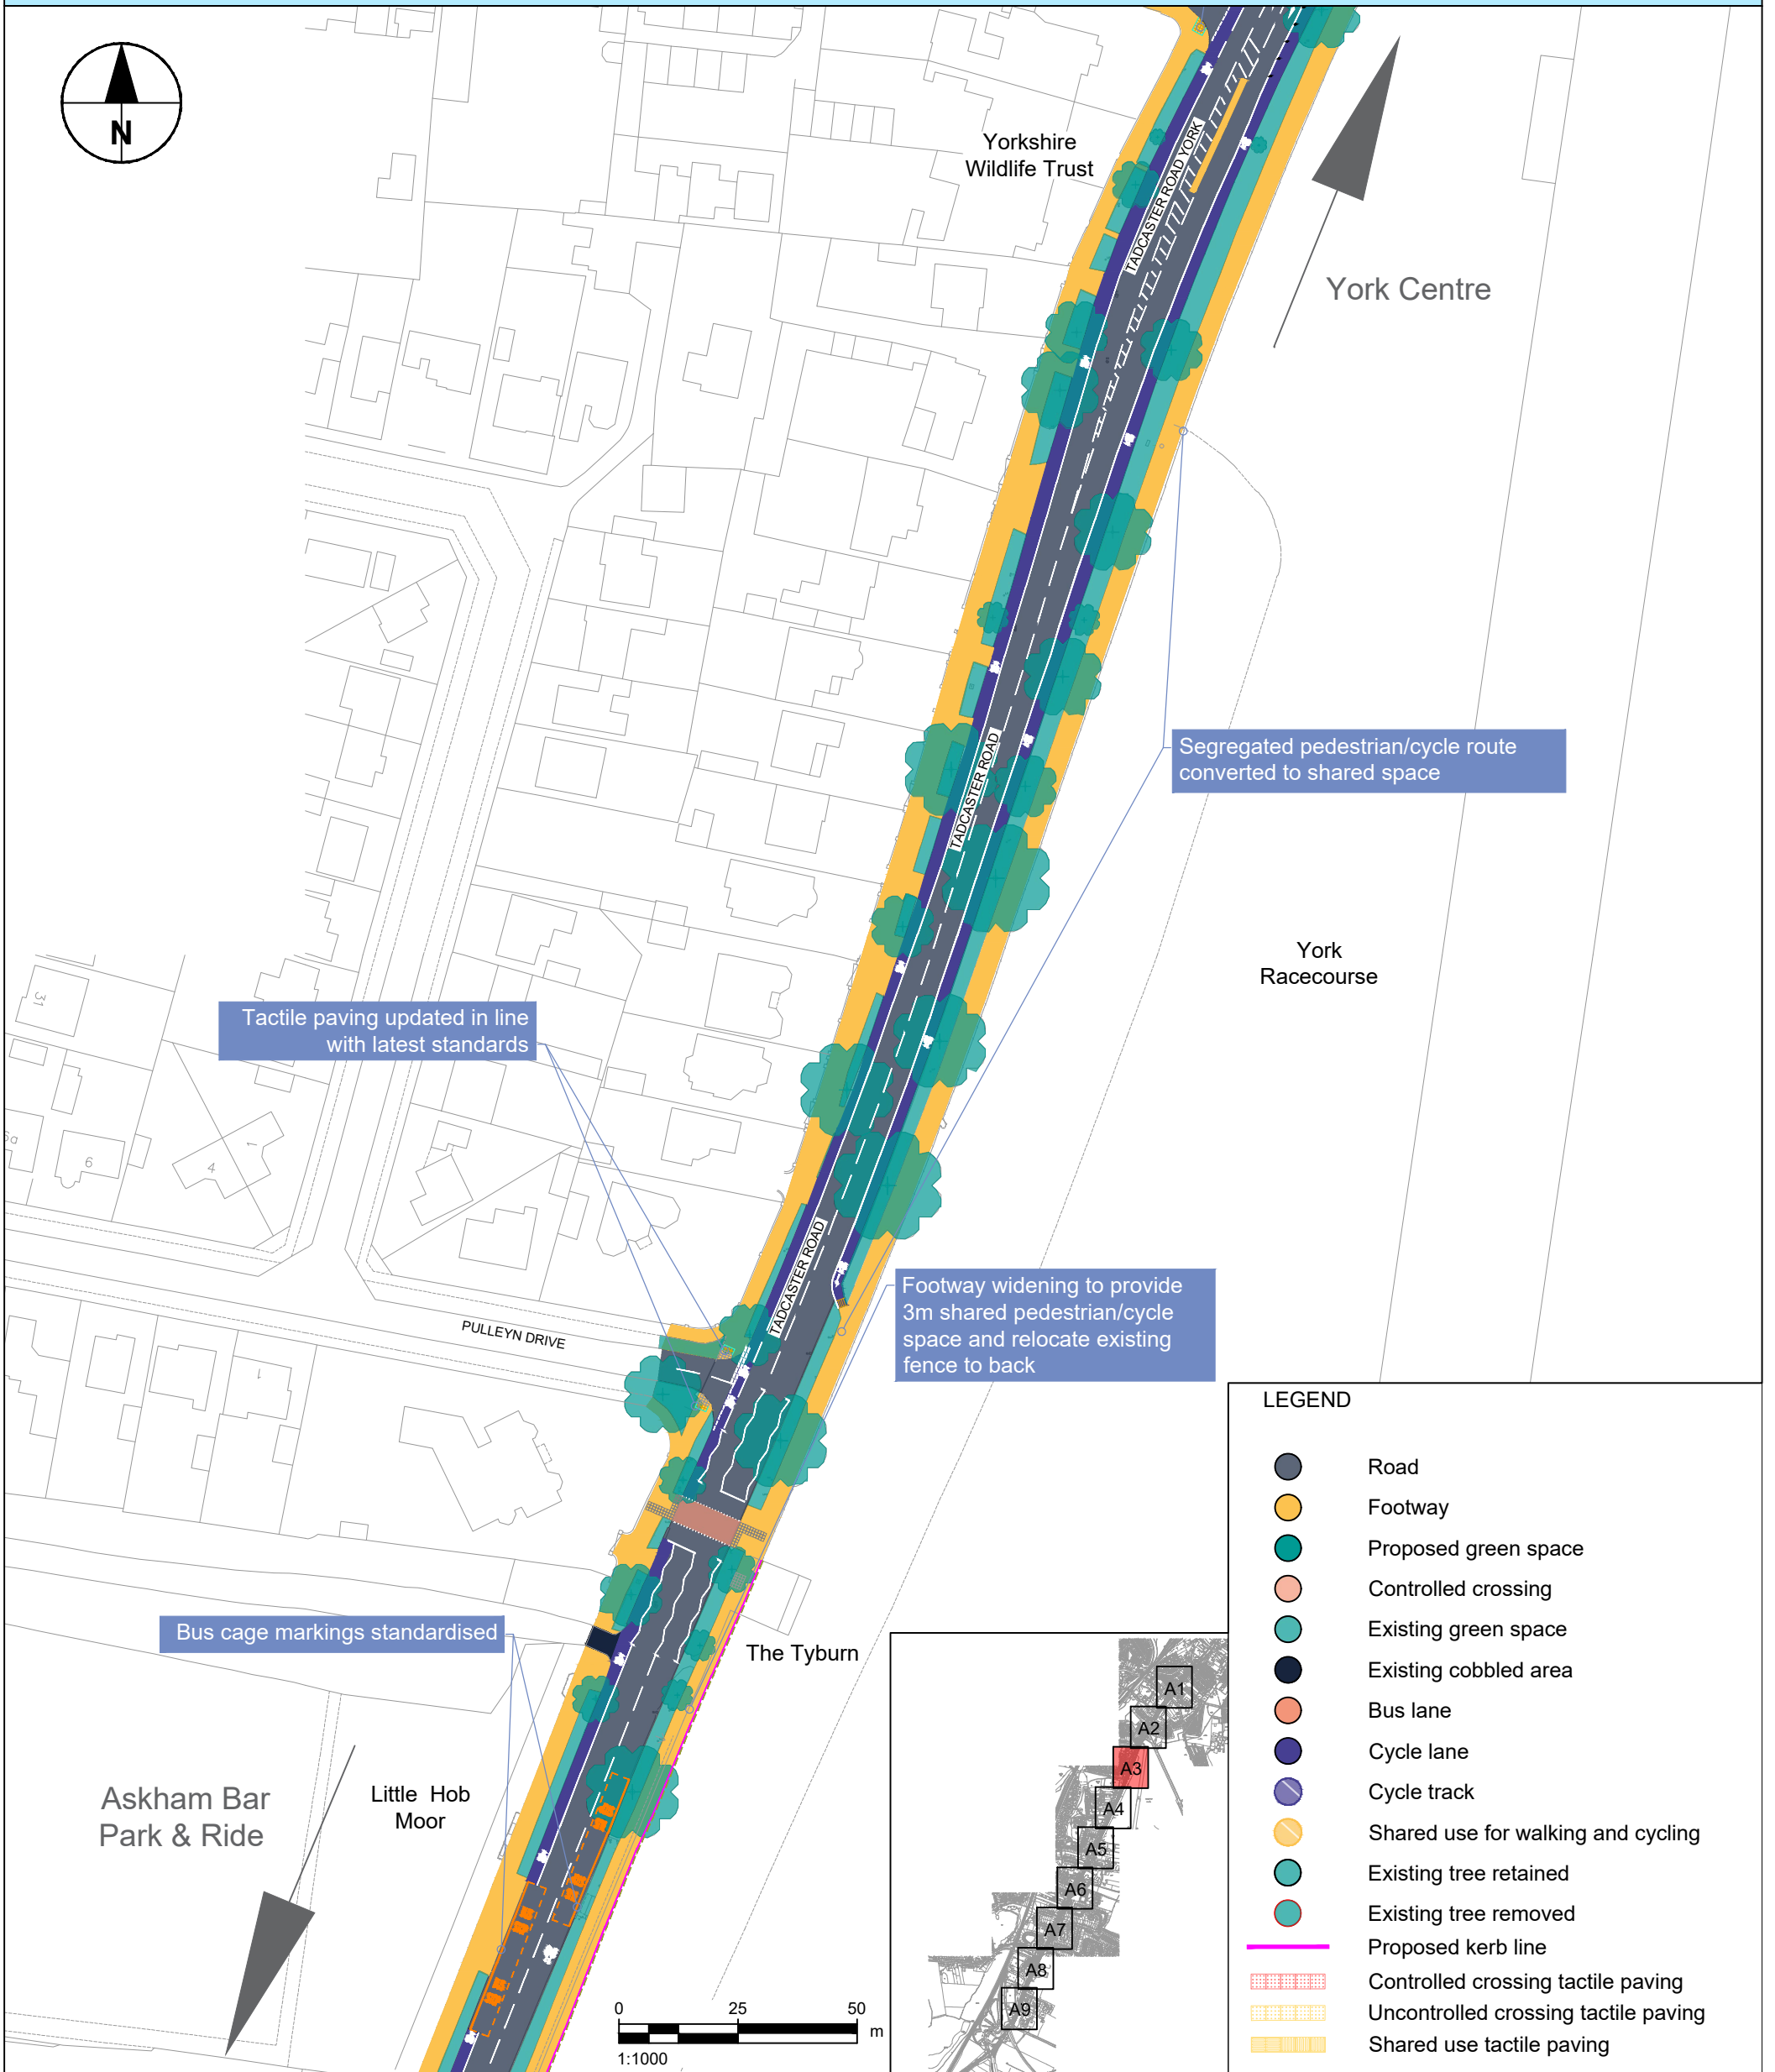 N
Yorkshire
Wildlife Trust
TADCASTER ROAD YORK
York Centre
Segregated pedestrian/cycle route
converted to shared space
TADCASTER ROAD
York
Racecourse
31
Tactile paving updated in line
with latest standards
6a
6
4
1
TADCASTER ROAD
Footway widening to provide
3m shared pedestrian/cycle
space and relocate existing
fence to back
PULLEYN DRIVE
1
Bus cage markings standardised
The Tyburn
Askham Bar
Park & Ride
Little Hob
Moor
0 25 50
m
1:1000
A1
A2
A3
A4
A5
A6
A7
A8
A9
LEGEND
Road
Footway
Proposed green space
Controlled crossing
Existing green space
Existing cobbled area
Bus lane
Cycle lane
Cycle track
Shared use for walking and cycling
Existing tree retained
Existing tree removed
Proposed kerb line
Controlled crossing tactile paving
Uncontrolled crossing tactile paving
Shared use tactile paving